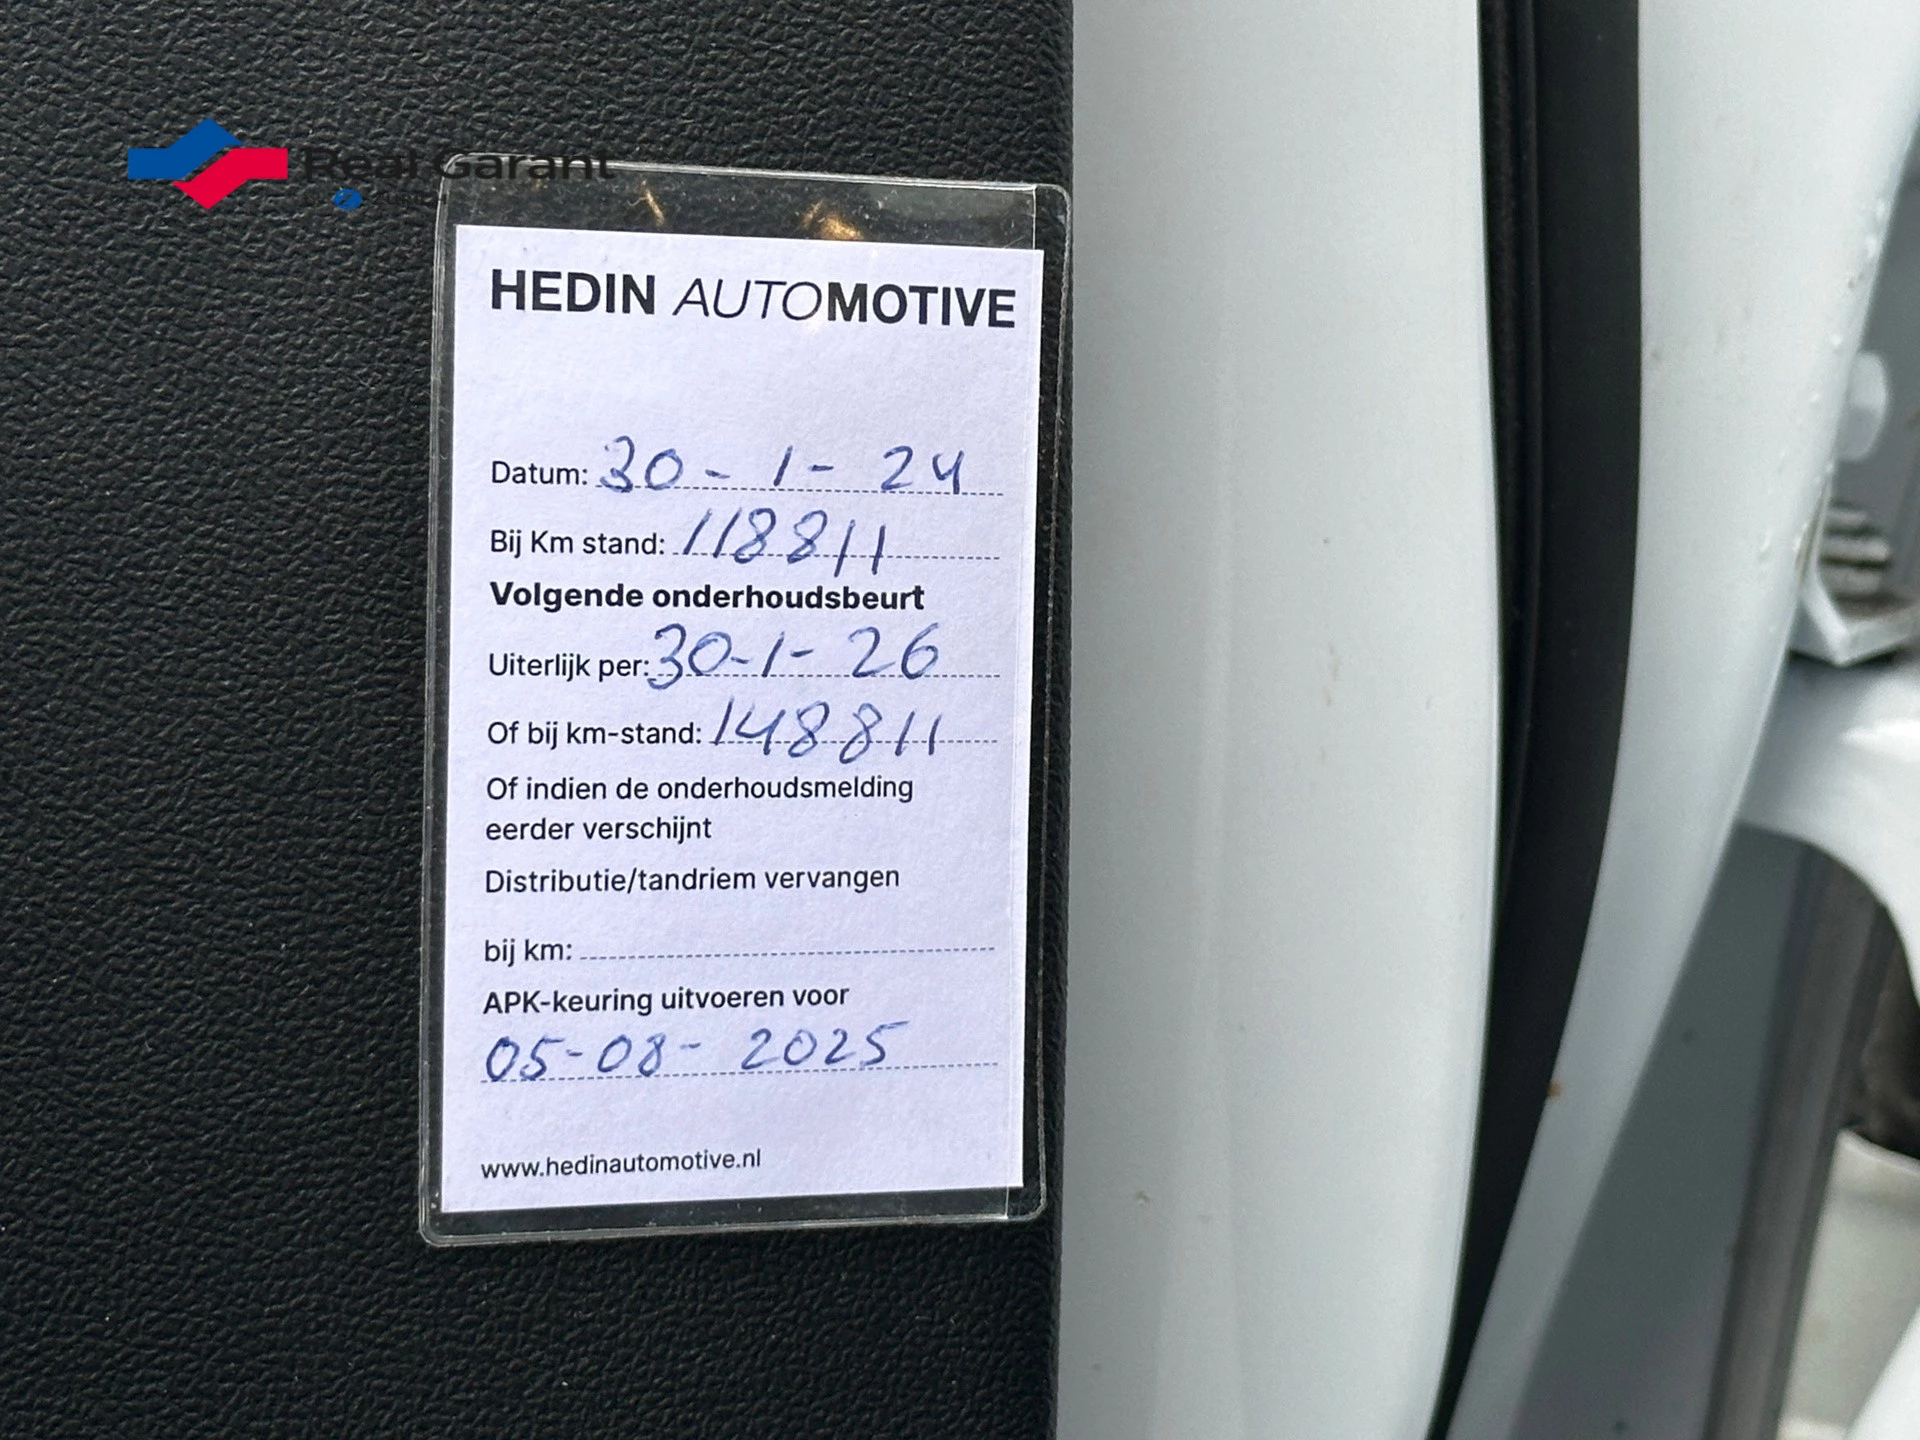 Real Garant
HEDIN AUTOMOTIVE
Datum: 30-1-24
Bij Km stand: 118811
Volgende onderhoudsbeurt
Uiterlijk per: 30-1-26
Of bij km-stand: 148811
Of indien de onderhoudsmelding
eerder verschijnt
Distributie/tandriem vervangen
bij km:
APK-keuring uitvoeren voor
05-08-2025
www.hedinautomotive.nl